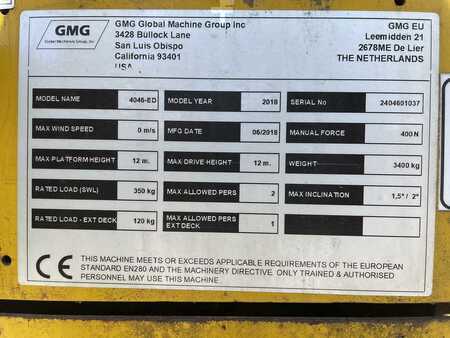 GMG
Global Machinery Group, Inc
GMG Global Machine Group Inc
3428 Bullock Lane
San Luis Obispo
California 93401
USA
GMG EU
Leemidden 21
2678ME De Lier
THE NETHERLANDS
MODEL NAME 4046-ED MODEL YEAR 2018 SERIAL No 2404601037
MAX WIND SPEED 0 m/s MFG DATE 06/2018 MANUAL FORCE 400N
MAX PLATFORM HEIGHT 12 m. MAX DRIVE HEIGHT 12 m. WEIGHT 3400kg
RATED LOAD (SWL) 350 kg MAX ALLOWED PERS 2 MAX INCLINATION 1,5° / 2°
RATED LOAD - EXT DECK 120 kg MAX ALLOWED PERS EXT DECK 1
CE
THIS MACHINE MEETS OR EXCEEDS APPLICABLE REQUIREMENTS OF THE EUROPEAN
STANDARD EN280 AND THE MACHINERY DIRECTIVE. ONLY TRAINED & AUTHORISED
PERSONNEL MAY USE THIS MACHINE